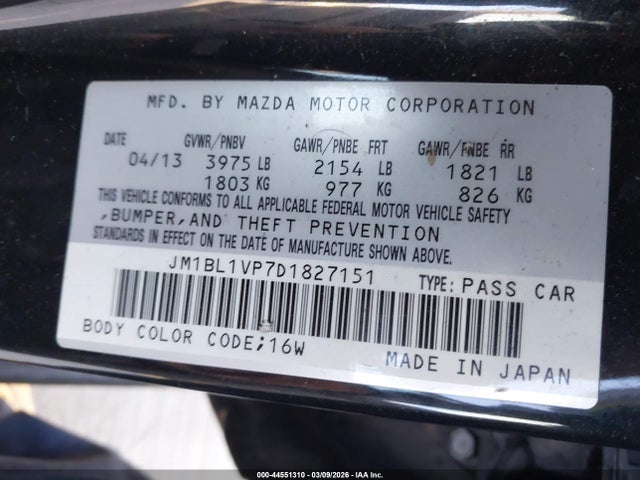 MFD. BY MAZDA MOTOR CORPORATION
DATE GVWR/PNBV GAWR/PNBE FRT GAWR/PNBE RR
04/13 3975 LB 2154 LB 1821 LB
1803 KG 977 KG 826 KG
THIS VEHICLE CONFORMS TO ALL APPLICABLE FEDERAL MOTOR VEHICLE SAFETY
,BUMPER,AND THEFT PREVENTION
STANDARDS IN EFFECT ON THE DATE OF MANUFACTURE SHOWN ABOVE.
JM1BL1VP7D1827151 TYPE: PASS CAR
BODY COLOR CODE;16W MADE IN JAPAN
000-44551310 | 03/09/2026 | IAA Inc.